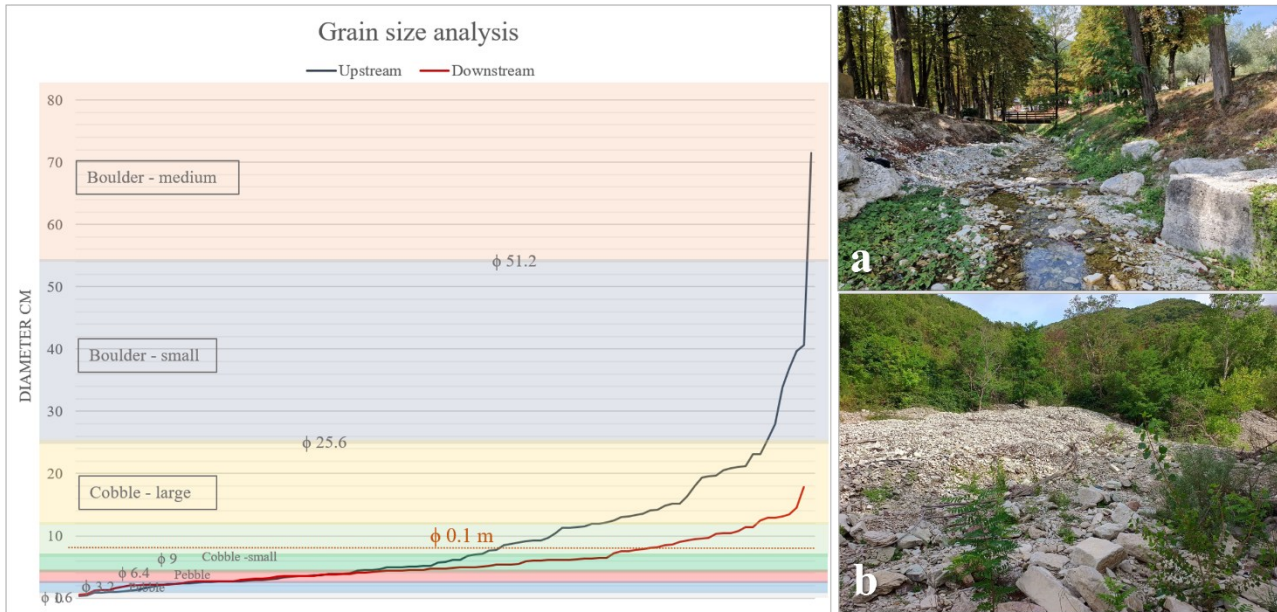 Grain size analysis
Upstream
Downstream
80
70
60
50
40
30
20
10
DIAMETER CM
Boulder - medium
ϕ 51.2
Boulder - small
ϕ 25.6
Cobble - large
ϕ 0.1 m
ϕ 9
Cobble -small
ϕ 6.4
Pebble
ϕ 3.2
Pebble
a
b